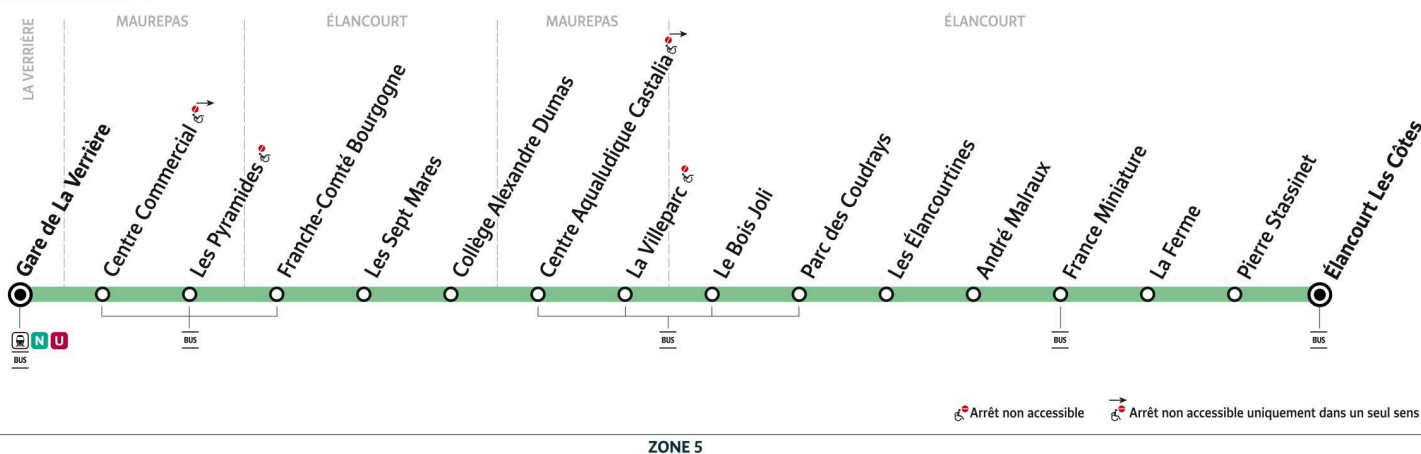 LA VERRIÈRE
MAUREPAS
ÉLANCOURT
MAUREPAS
ÉLANCOURT
Gare de La Verrière
Centre Commercial
Les Pyramides
Franche-Comté Bourgogne
Les Sept Mares
Collège Alexandre Dumas
Centre Aqualudique Castalia
La Villeparc
Le Bois Joli
Parc des Coudrays
Les Élancourtines
André Malraux
France Miniature
La Ferme
Pierre Stassinet
Élancourt Les Côtes
N U
BUS
BUS
BUS
BUS
BUS
Arrêt non accessible
Arrêt non accessible uniquement dans un seul sens
ZONE 5